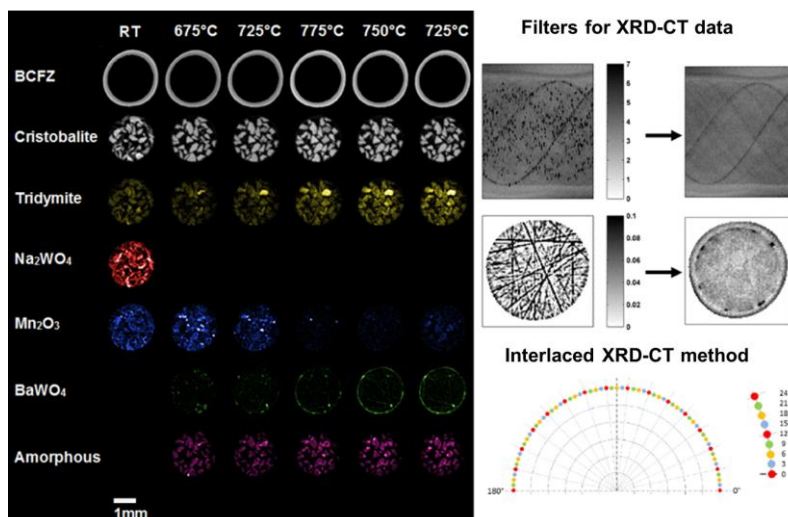 RT 675°C 725°C 775°C 750°C 725°C
BCFZ
Cristobalite
Tridymite
Na₂WO₄
Mn₂O₃
BaWO₄
Amorphous
1mm
Filters for XRD-CT data
7
6
5
4
3
2
1
0
0.1
0.08
0.06
0.04
0.02
0
Interlaced XRD-CT method
24
21
18
15
12
9
6
3
0
180°
0°